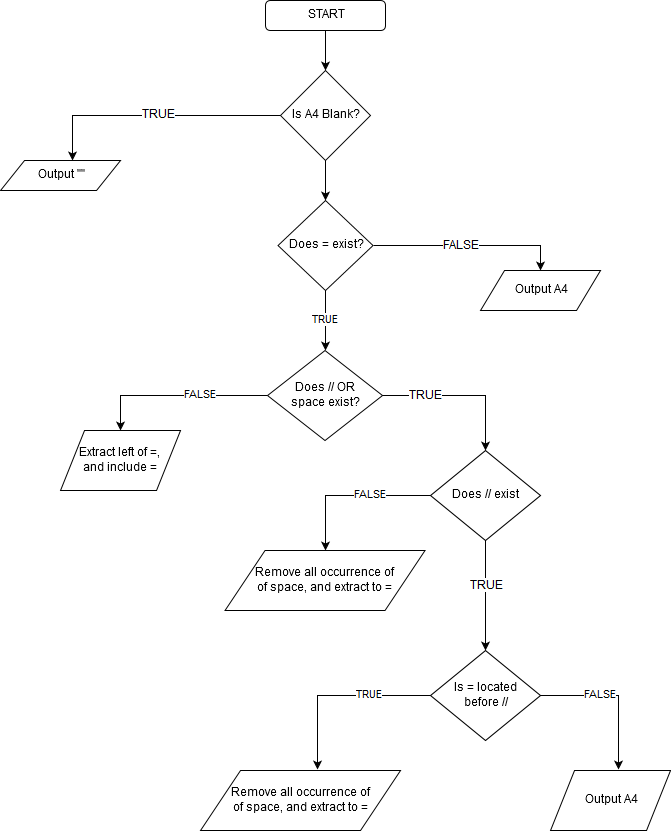 START
Is A4 Blank?
TRUE
Output ""
Does = exist?
FALSE
Output A4
TRUE
Does // OR
space exist?
FALSE
TRUE
Extract left of =,
and include =
Does // exist
FALSE
Remove all occurrence of
of space, and extract to =
TRUE
Is = located
before //
TRUE
FALSE
Remove all occurrence of
of space, and extract to =
Output A4